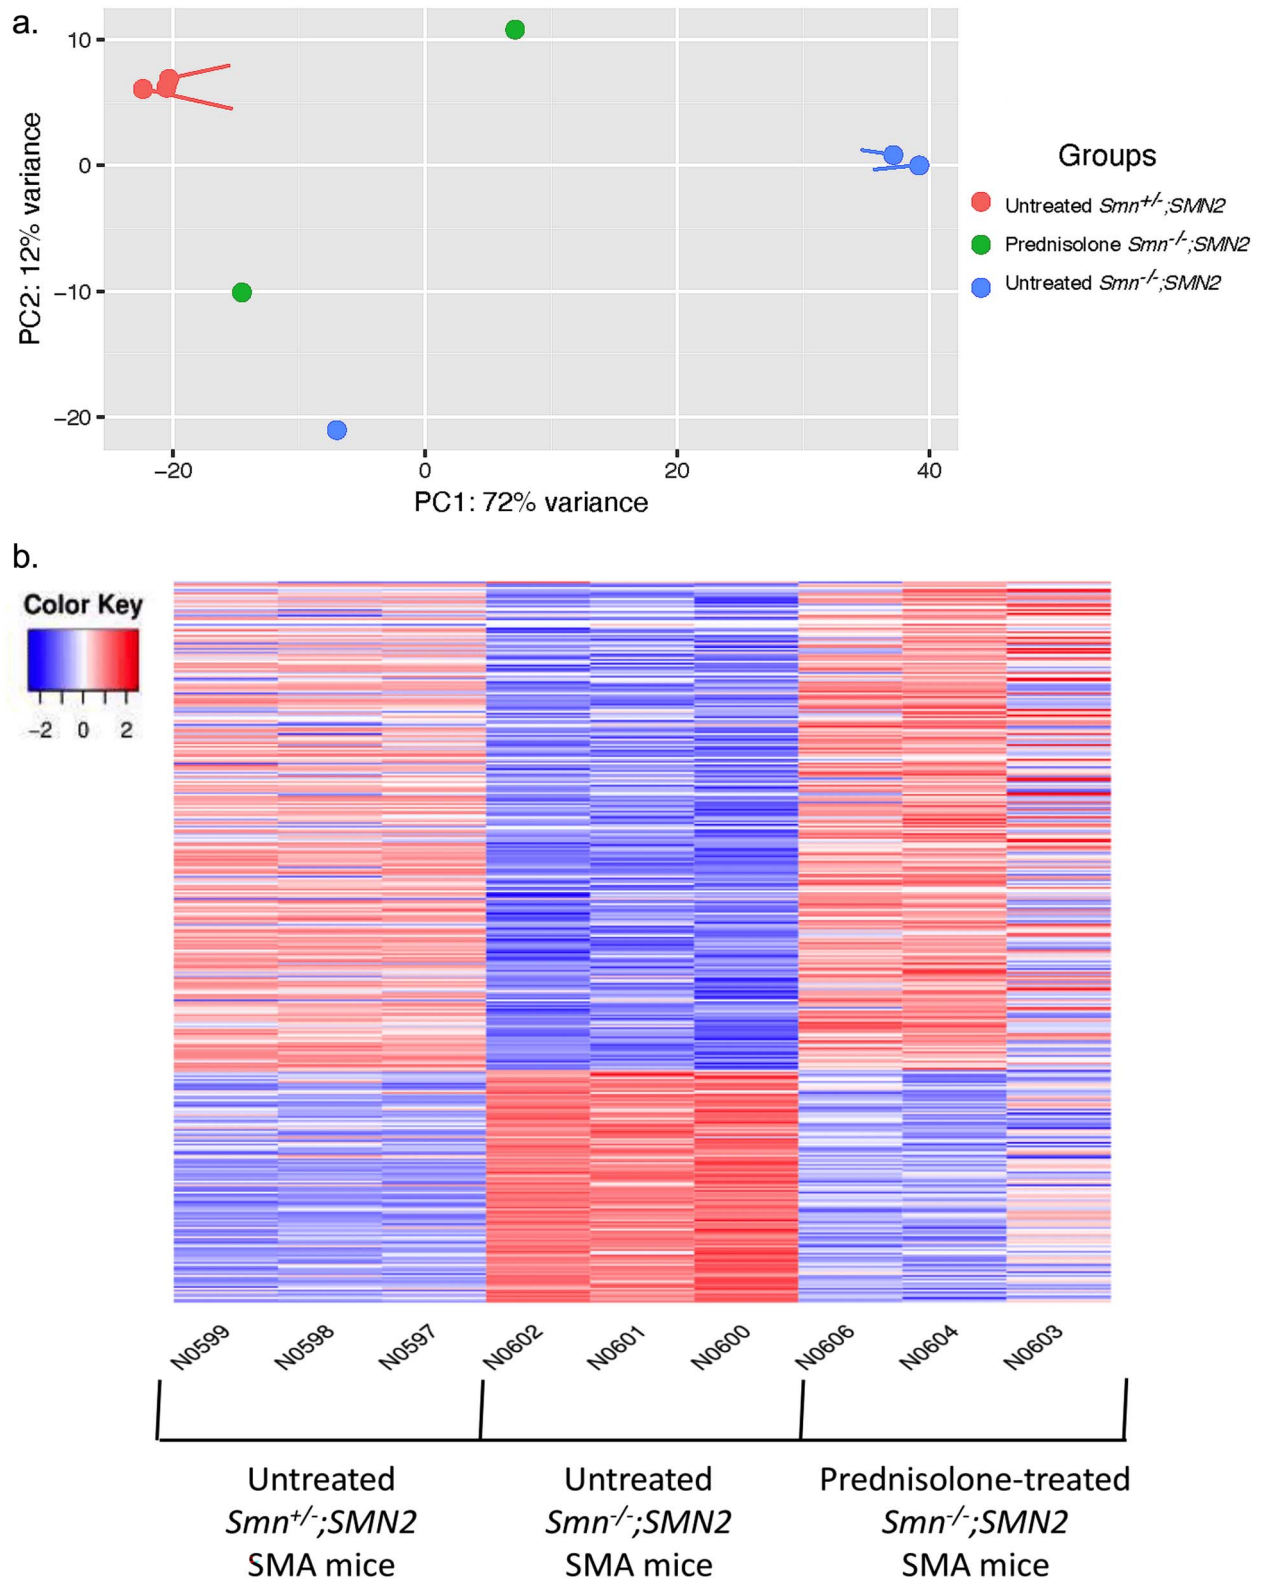 a.
10
0
−10
−20
PC2: 12% variance
−20 0 20 40
PC1: 72% variance
Groups
Untreated Smn+/-;SMN2
Prednisolone Smn-/-;SMN2
Untreated Smn-/-;SMN2
b.
Color Key
−2 0 2
N0599 N0598 N0597 N0602 N0601 N0600 N0606 N0604 N0603
Untreated Untreated Prednisolone-treated
Smn+/-;SMN2 Smn-/-;SMN2 Smn-/-;SMN2
SMA mice SMA mice SMA mice